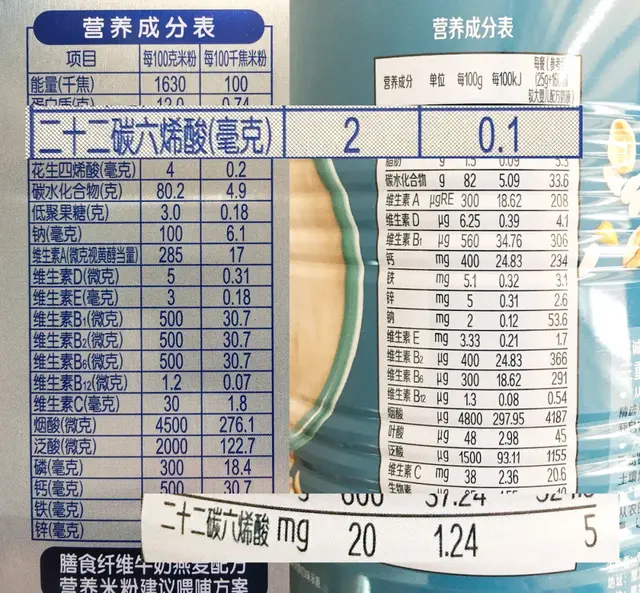 营养成分表
项目 每100克米粉 每100千焦米粉
能量(千焦) 1630 100
二十二碳六烯酸(毫克) 2 0.1
花生四烯酸(毫克) 4 0.2
碳水化合物(克) 80.2 4.9
低聚果糖(克) 3.0 0.18
钠(毫克) 100 6.1
维生素A(微克视黄醇当量) 285 17
维生素D(微克) 5 0.31
维生素E(毫克) 3 0.18
维生素B₁(微克) 500 30.7
维生素B₂(微克) 500 30.7
维生素B₆(微克) 500 30.7
维生素B₁₂(微克) 1.2 0.07
维生素C(毫克) 30 1.8
烟酸(微克) 4500 276.1
泛酸(微克) 2000 122.7
磷(毫克) 300 18.4
钙(毫克) 500 30.7
铁(毫克)
锌(毫克)
膳食纤维牛奶燕麦配方
营养米粉建议喂哺方案
营养成分表
营养成分 单位 每100g 每100kJ
碳水化合物 g 82 5.09 33.6
维生素 A μgRE 300 18.62 208
维生素 D μg 6.25 0.39 4.1
维生素 B₁ μg 560 34.76 306
钙 mg 400 24.83 234
铁 mg 5.1 0.32 3.1
锌 mg 5 0.31 2.6
钠 mg 2 0.12 53.6
维生素 E mg 3.33 0.21 1.7
维生素 B₂ μg 400 24.83 366
维生素 B₆ μg 300 18.62 291
维生素 B₁₂ μg 1.3 0.08 0.54
烟酸 μg 4800 297.95 4187
叶酸 μg 48 2.98 45
泛酸 μg 1500 93.11 1155
维生素 C mg 38 2.36 20.6
生物素
二十二碳六烯酸 mg 20 1.24 5